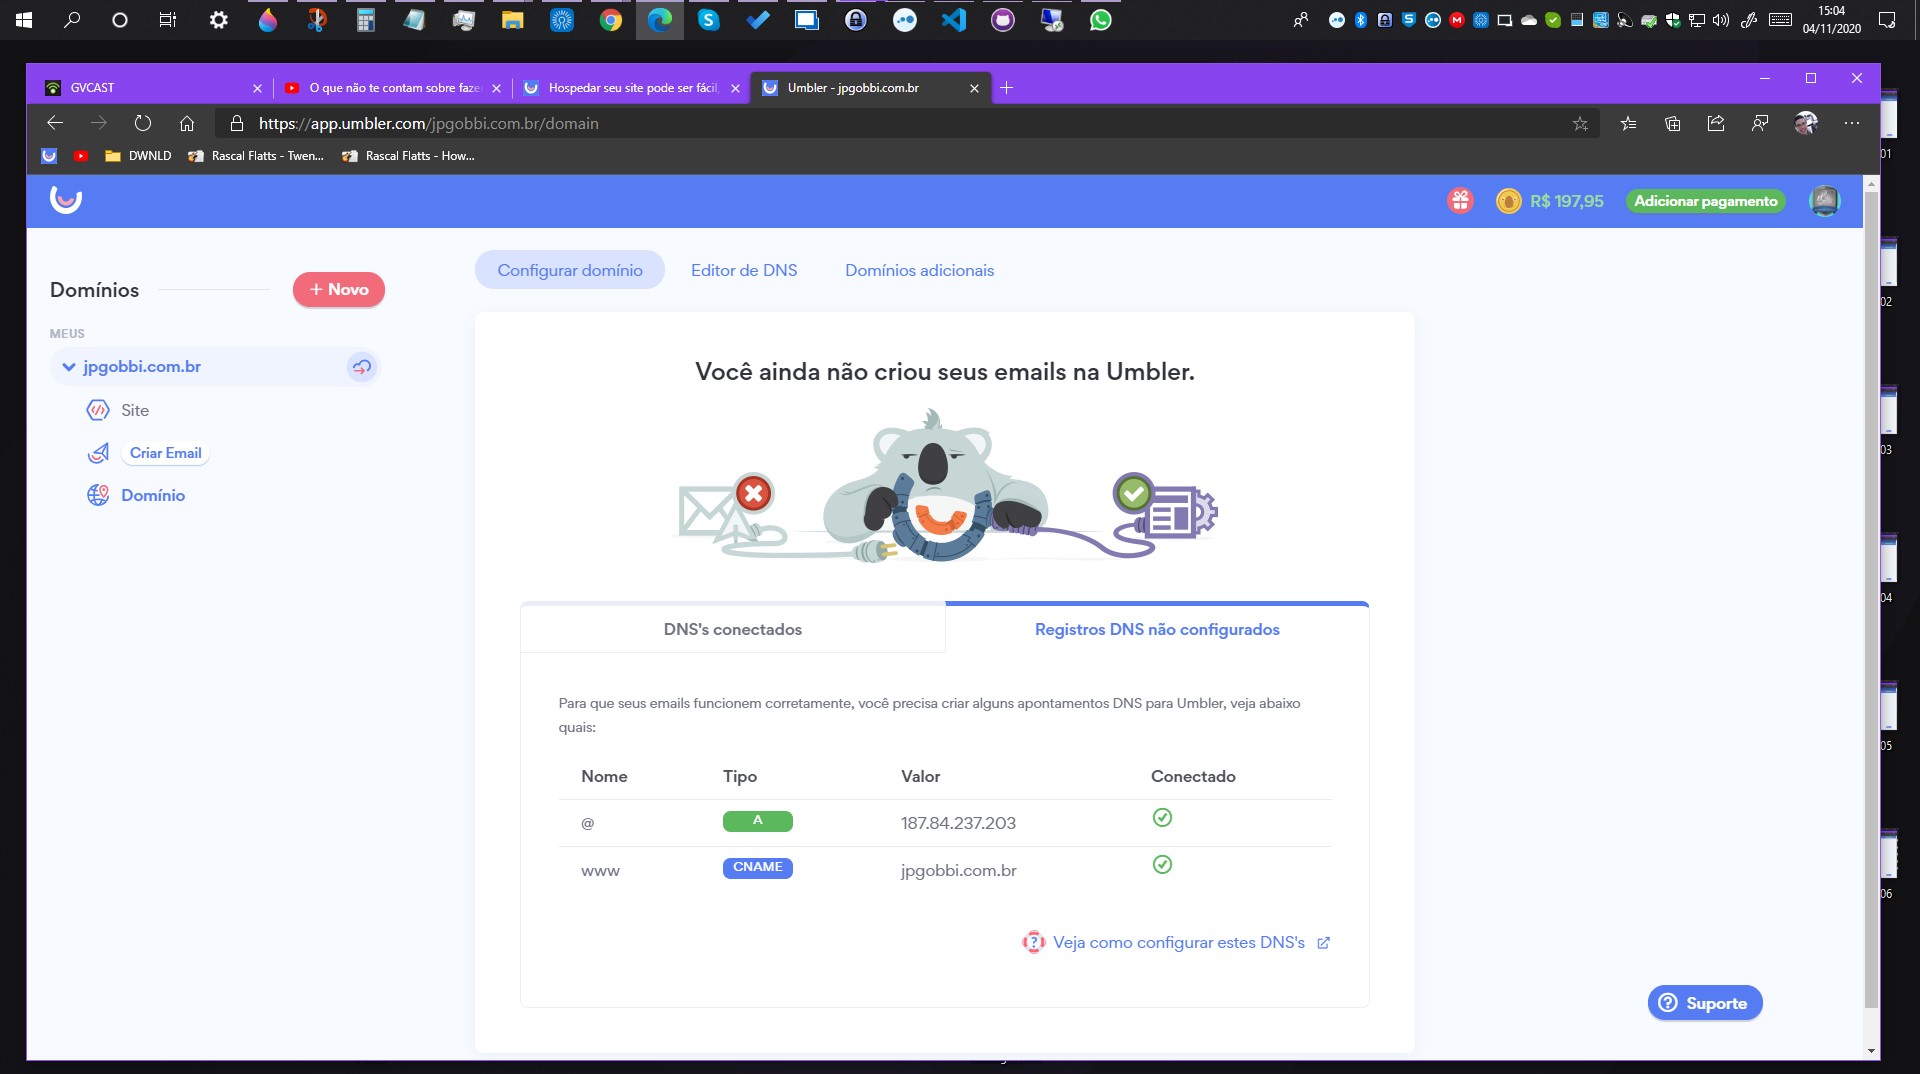 15:04
04/11/2020
GVCAST
O que não te contam sobre faze
Hospedar seu site pode ser fácil,
Umbler - jpgobbi.com.br
https://app.umbler.com/jpgobbi.com.br/domain
DWNLD
Rascal Flatts - Twen...
Rascal Flatts - How...
R$ 197,95
Adicionar pagamento
Domínios
+ Novo
MEUS
jpgobbi.com.br
Site
Criar Email
Domínio
Configurar domínio
Editor de DNS
Domínios adicionais
Você ainda não criou seus emails na Umbler.
DNS's conectados
Registros DNS não configurados
Para que seus emails funcionem corretamente, você precisa criar alguns apontamentos DNS para Umbler, veja abaixo
quais:
Nome Tipo Valor Conectado
@ A 187.84.237.203
www CNAME jpgobbi.com.br
Veja como configurar estes DNS's
Suporte
01
02
03
04
05
06